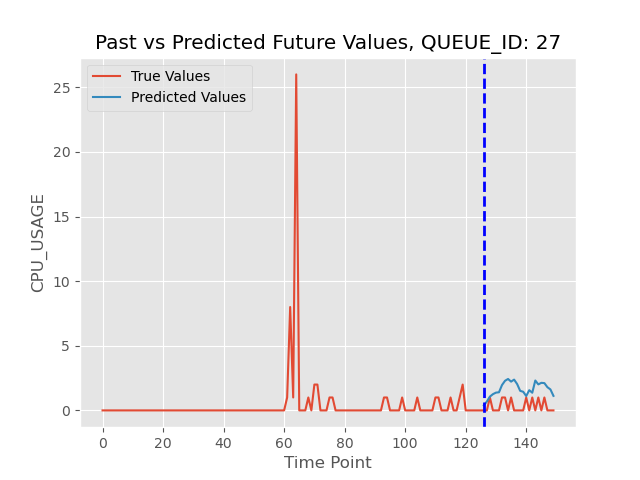 Past vs Predicted Future Values, QUEUE_ID: 27
True Values
Predicted Values
CPU_USAGE
25
20
15
10
5
0
0 20 40 60 80 100 120 140
Time Point